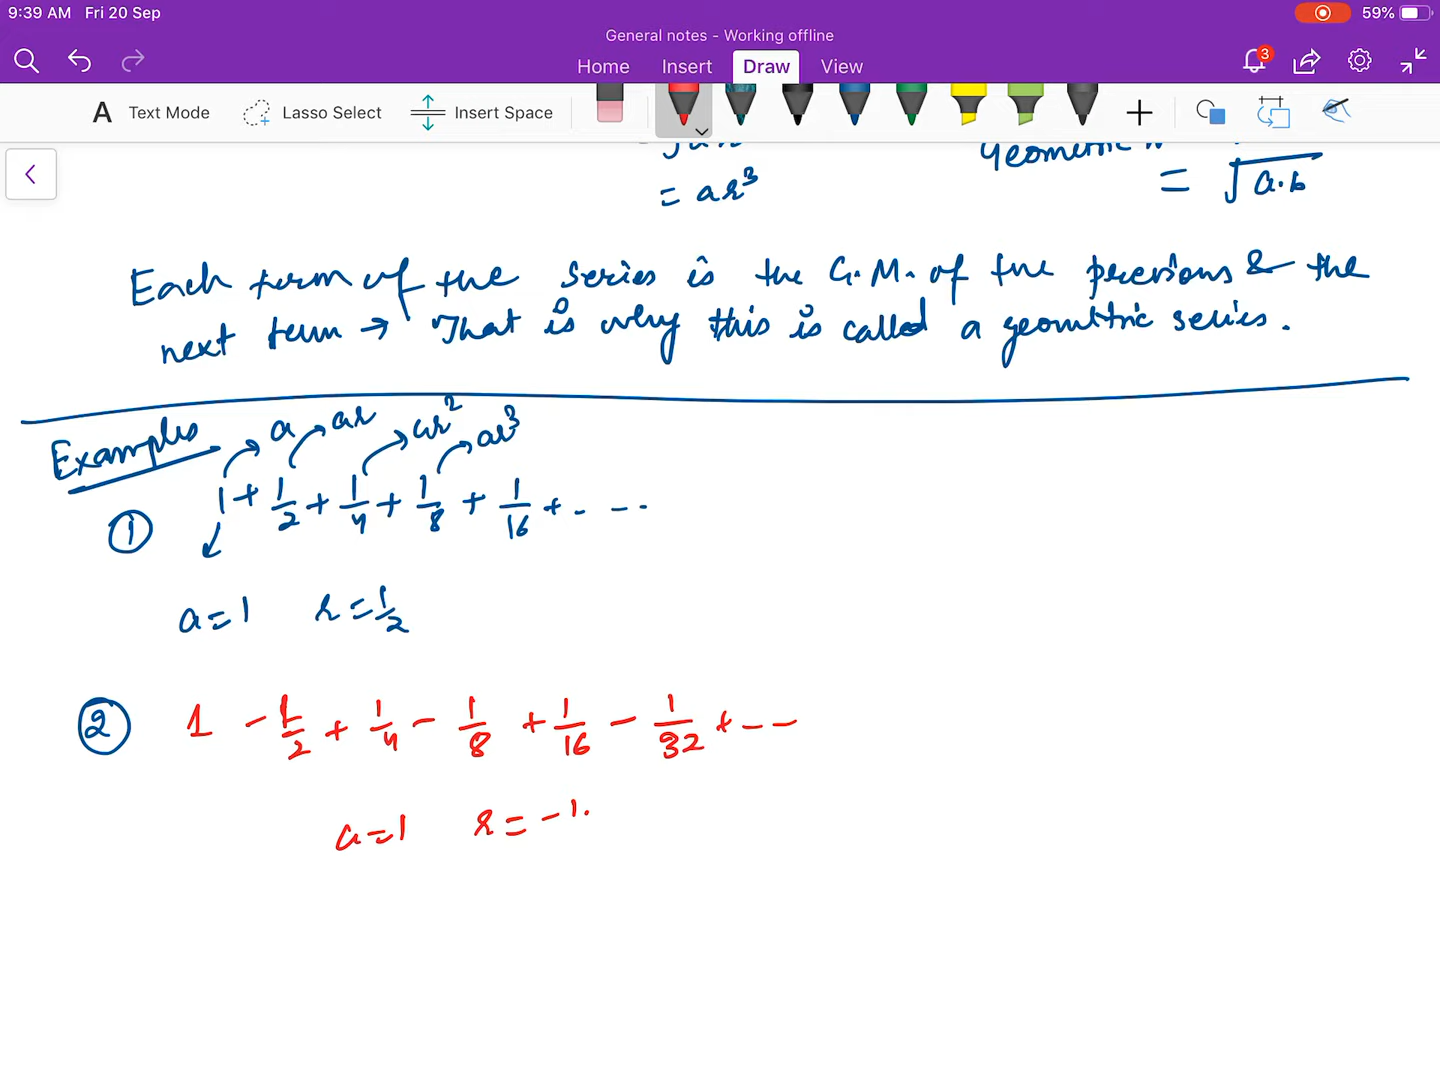 9:39 AM Fri 20 Sep 59%
General notes - Working offline
Home Insert Draw View 3
A Text Mode Lasso Select Insert Space
= ar³
= √a.b
Each term of the series is the G.M. of the previous & the
next term → That is why this is called a geometric series.
Examples
a ar ar² ar³
① 1 + 1/2 + 1/4 + 1/8 + 1/16 + - - -
a = 1 r = 1/2
② 1 - 1/2 + 1/4 - 1/8 + 1/16 - 1/32 + - -
a = 1 r = -1.